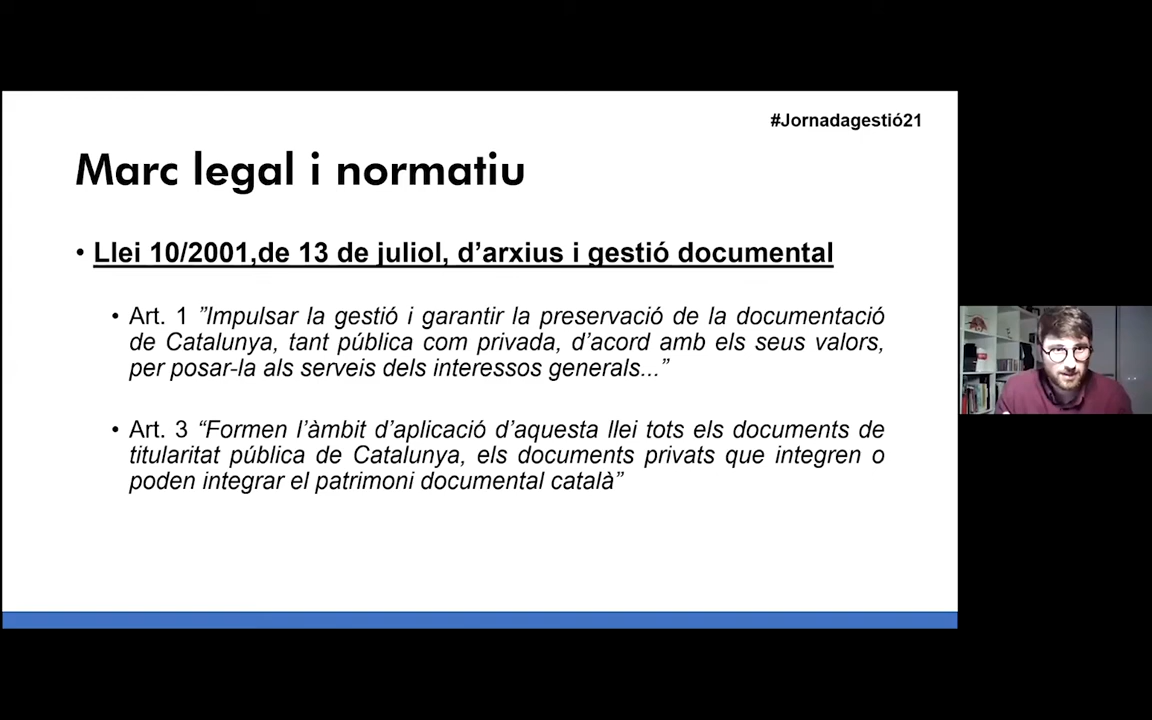 #Jornadagestió21
Marc legal i normatiu
• Llei 10/2001,de 13 de juliol, d’arxius i gestió documental
• Art. 1 ”Impulsar la gestió i garantir la preservació de la documentació
de Catalunya, tant pública com privada, d’acord amb els seus valors,
per posar-la als serveis dels interessos generals...”
• Art. 3 “Formen l’àmbit d’aplicació d’aquesta llei tots els documents de
titularitat pública de Catalunya, els documents privats que integren o
poden integrar el patrimoni documental català”